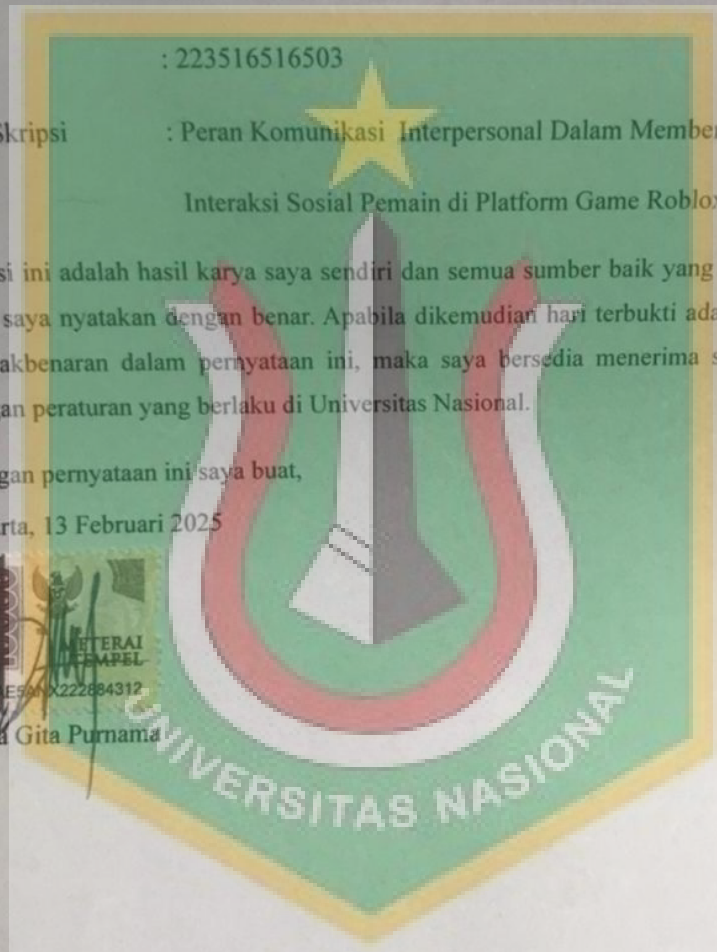 : 223516516503
kripsi : Peran Komunikasi Interpersonal Dalam Member
Interaksi Sosial Pemain di Platform Game Roblox
si ini adalah hasil karya saya sendiri dan semua sumber baik yang
saya nyatakan dengan benar. Apabila dikemudian hari terbukti ada
akbenaran dalam pernyataan ini, maka saya bersedia menerima s
gan peraturan yang berlaku di Universitas Nasional.
gan pernyataan ini saya buat,
rta, 13 Februari 2025
METERAI
TEMPEL
X222884312
Gita Purnama
UNIVERSITAS NASIONAL